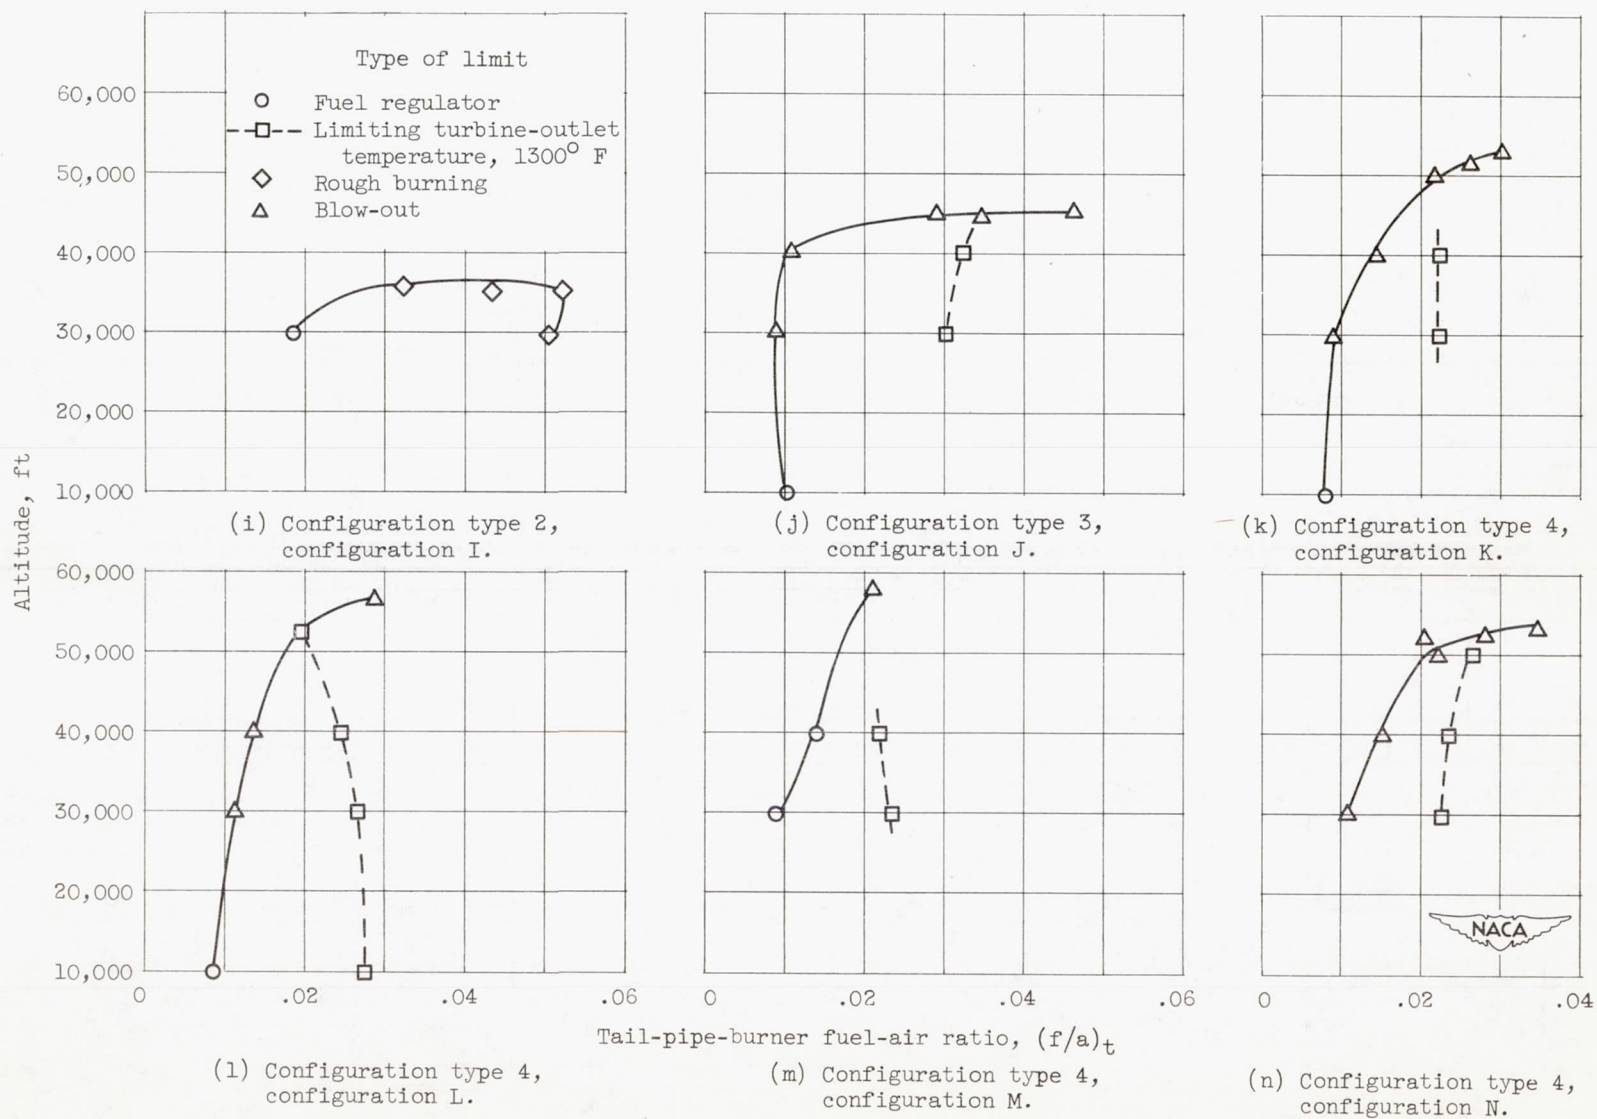 Type of limit
Fuel regulator
Limiting turbine-outlet
temperature, 1300° F
Rough burning
Blow-out
60,000
50,000
40,000
30,000
20,000
10,000
(i) Configuration type 2,
configuration I.
(j) Configuration type 3,
configuration J.
(k) Configuration type 4,
configuration K.
Altitude, ft
60,000
50,000
40,000
30,000
20,000
10,000
NACA
0 .02 .04 .06
0 .02 .04 .06
0 .02 .04
Tail-pipe-burner fuel-air ratio, (f/a)t
(l) Configuration type 4,
configuration L.
(m) Configuration type 4,
configuration M.
(n) Configuration type 4,
configuration N.